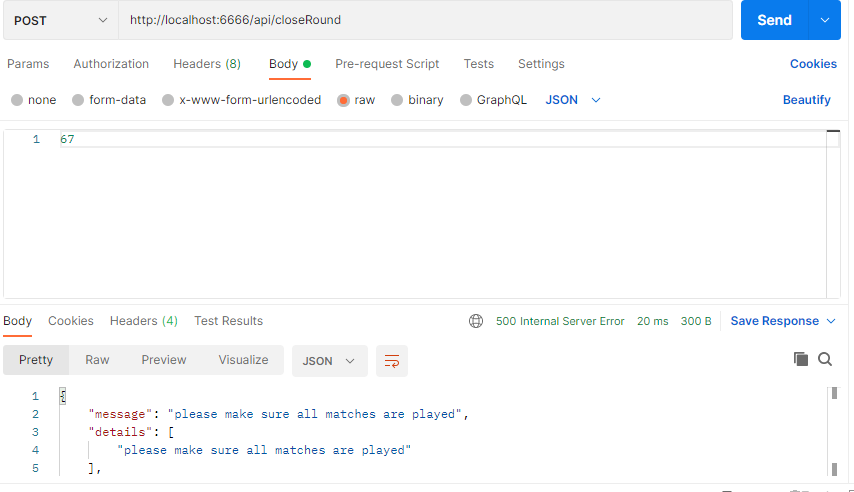 POST http://localhost:6666/api/closeRound Send
Params Authorization Headers (8) Body Pre-request Script Tests Settings Cookies
none form-data x-www-form-urlencoded raw binary GraphQL JSON Beautify
1 67
Body Cookies Headers (4) Test Results 500 Internal Server Error 20 ms 300 B Save Response
Pretty Raw Preview Visualize JSON
1 {
2 "message": "please make sure all matches are played",
3 "details": [
4 "please make sure all matches are played"
5 ],